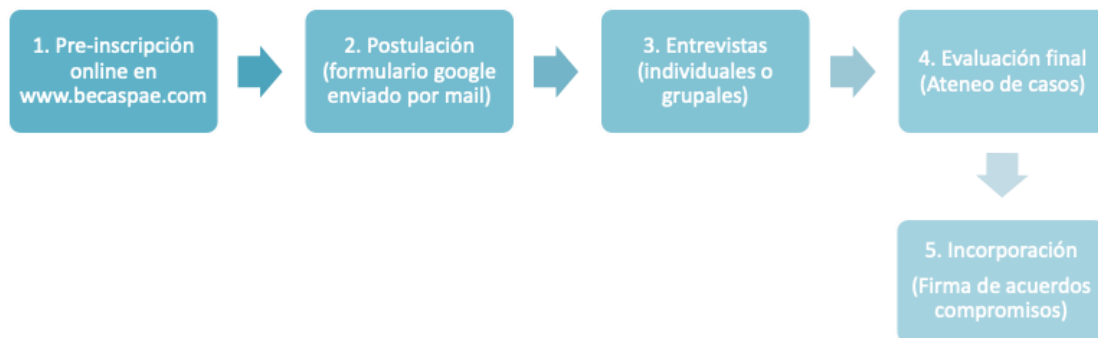 1. Pre-inscripción
online en
www.becaspae.com
2. Postulación
(formulario google
enviado por mail)
3. Entrevistas
(individuales o
grupales)
4. Evaluación final
(Ateneo de casos)
5. Incorporación
(Firma de acuerdos
compromisos)